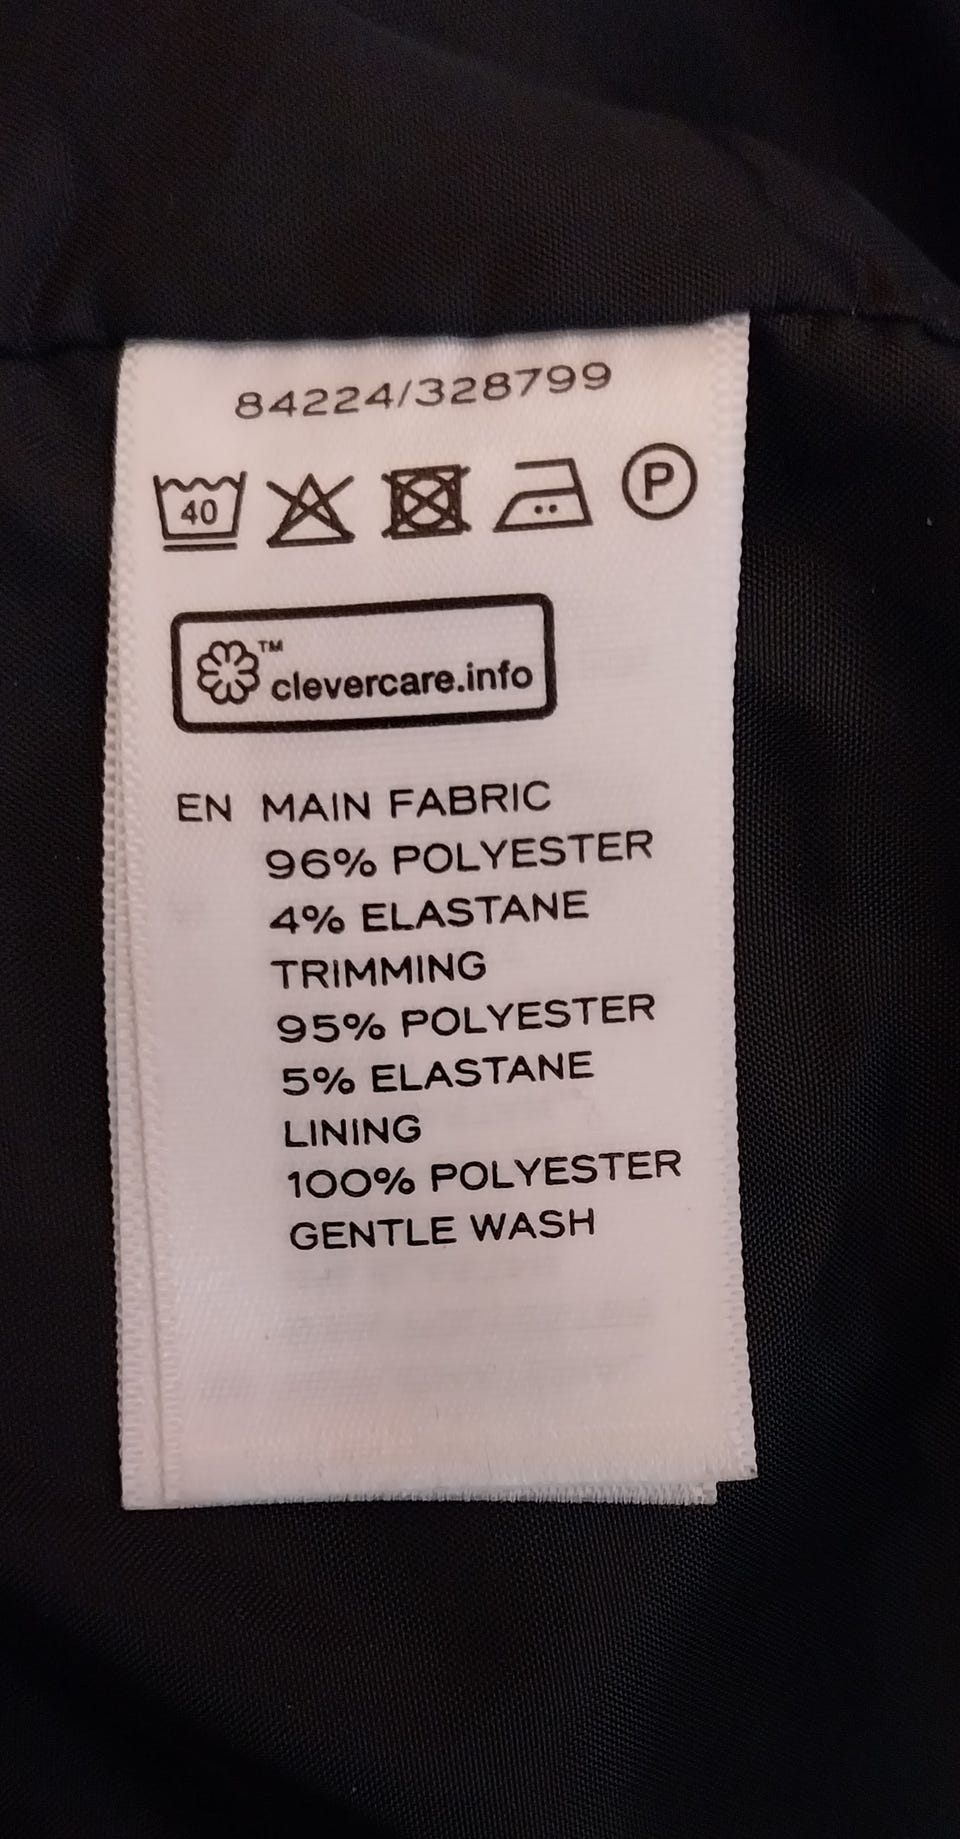 84224/328799
40 P
™ clevercare.info
EN MAIN FABRIC
96% POLYESTER
4% ELASTANE
TRIMMING
95% POLYESTER
5% ELASTANE
LINING
100% POLYESTER
GENTLE WASH